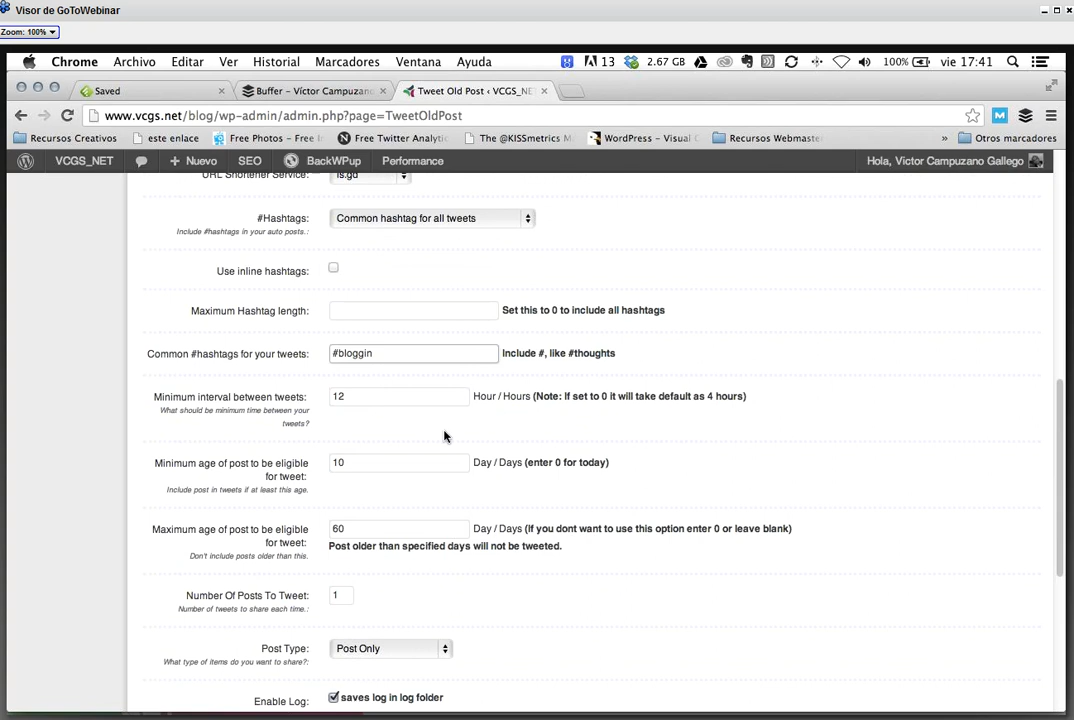 Visor de GoToWebinar
Zoom: 100%
Chrome Archivo Editar Ver Historial Marcadores Ventana Ayuda 13 2.67 GB 100% vie 17:41
Saved Buffer – Víctor Campuzano Tweet Old Post ‹ VCGS_NE
www.vcgs.net/blog/wp-admin/admin.php?page=TweetOldPost
Recursos Creativos este enlace Free Photos – Free I Free Twitter Analytic The @KISSmetrics M WordPress – Visual Recursos Webmaster » Otros marcadores
VCGS_NET + Nuevo SEO BackWPup Performance Hola, Victor Campuzano Gallego
URL Shortener Service: is.gd
#Hashtags: Common hashtag for all tweets
Include #hashtags in your auto posts.:
Use inline hashtags:
Maximum Hashtag length: Set this to 0 to include all hashtags
Common #hashtags for your tweets: #bloggin Include #, like #thoughts
Minimum interval between tweets: 12 Hour / Hours (Note: If set to 0 it will take default as 4 hours)
What should be minimum time between your
tweets?
Minimum age of post to be eligible 10 Day / Days (enter 0 for today)
for tweet:
Include post in tweets if at least this age.
Maximum age of post to be eligible 60 Day / Days (If you dont want to use this option enter 0 or leave blank)
for tweet: Post older than specified days will not be tweeted.
Don't include posts older than this.
Number Of Posts To Tweet: 1
Number of tweets to share each time.:
Post Type: Post Only
What type of items do you want to share?:
Enable Log: saves log in log folder